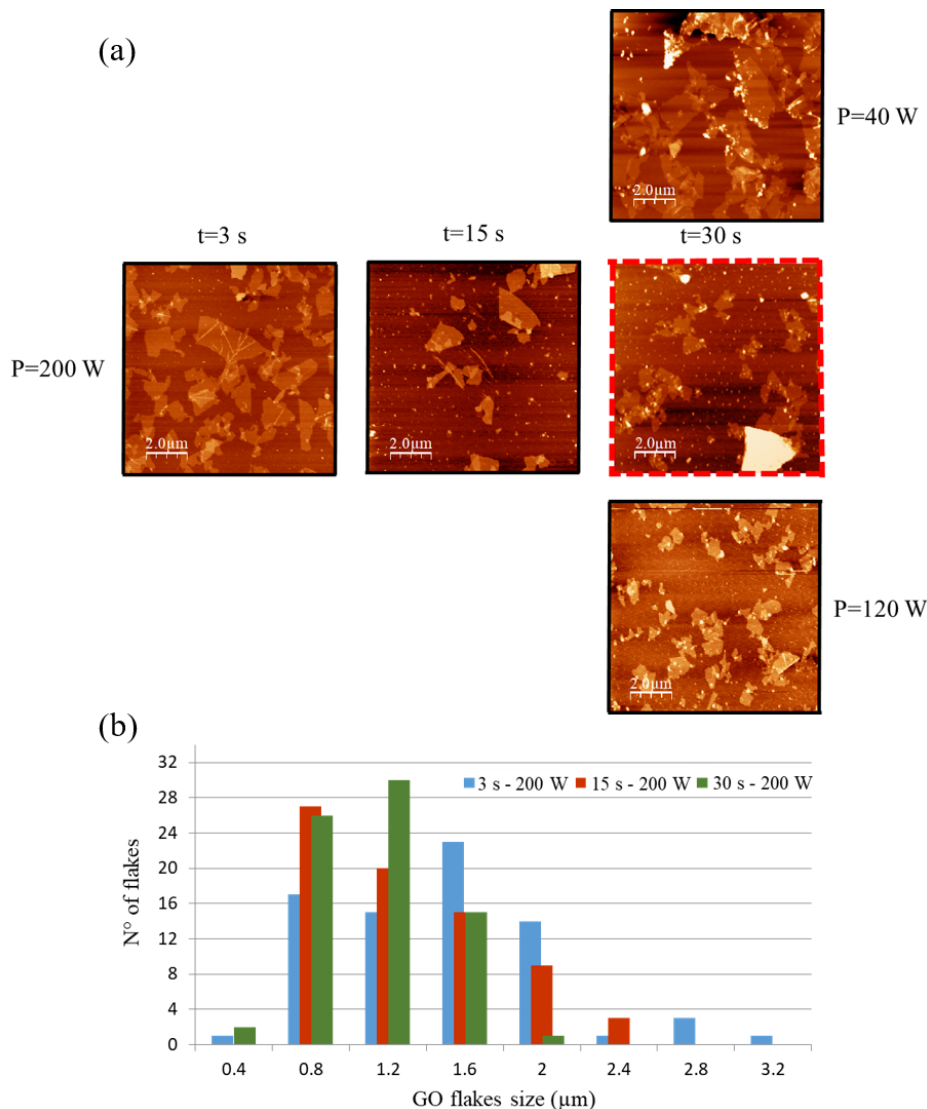 (a)
P=40 W
2.0µm
t=3 s t=15 s t=30 s
P=200 W
2.0µm 2.0µm 2.0µm
P=120 W
2.0µm
(b)
32
28
24
20
16
12
8
4
0
3 s - 200 W 15 s - 200 W 30 s - 200 W
N° of flakes
0.4 0.8 1.2 1.6 2 2.4 2.8 3.2
GO flakes size (µm)